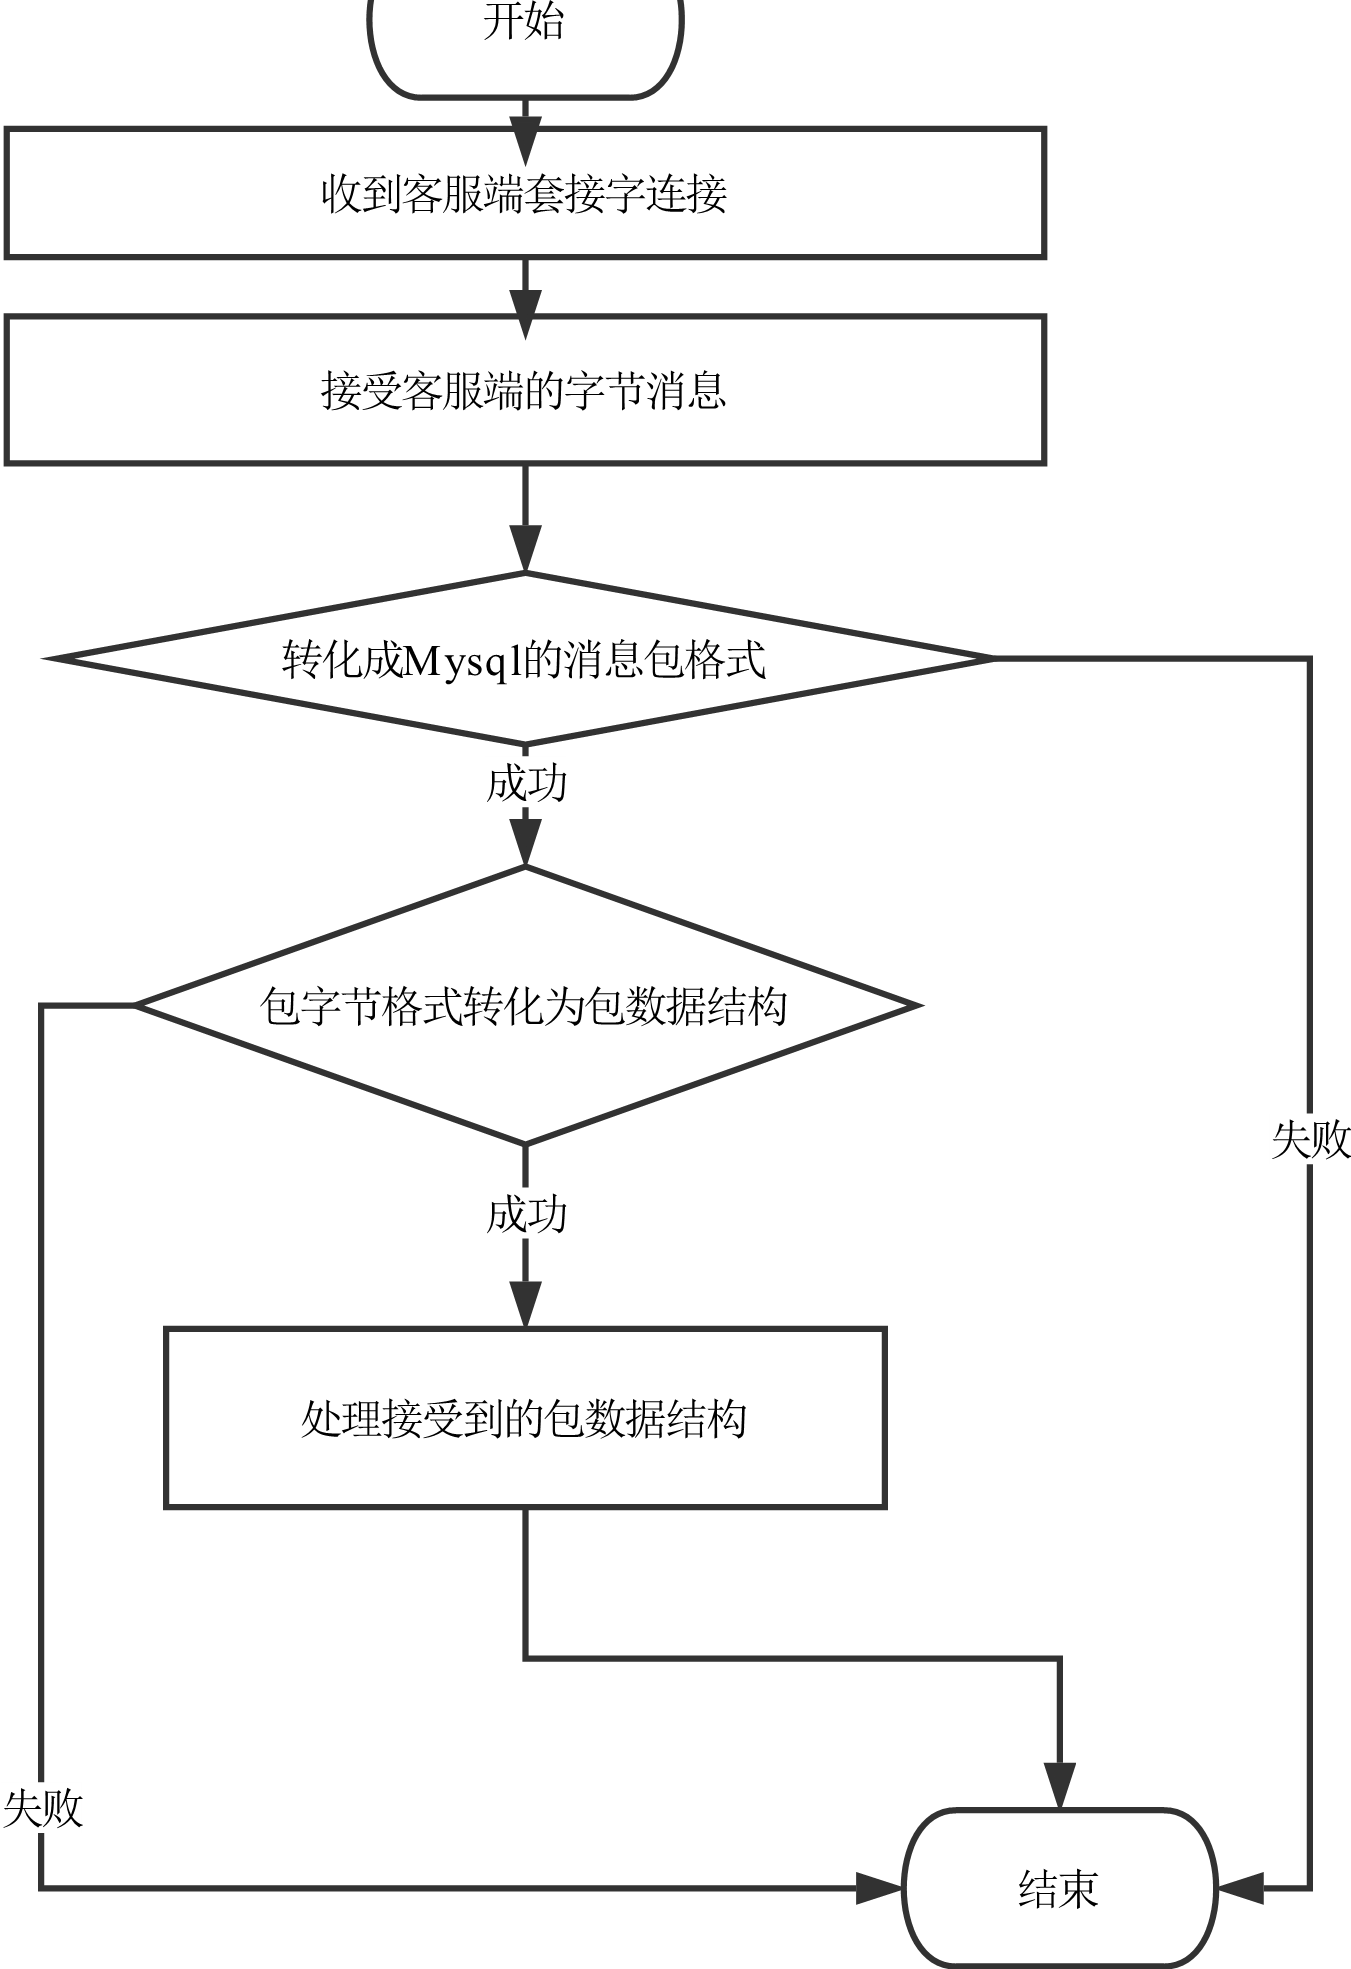 开始
收到客服端套接字连接
接受客服端的字节消息
转化成Mysql的消息包格式
成功
包字节格式转化为包数据结构
失败
成功
处理接受到的包数据结构
失败
结束